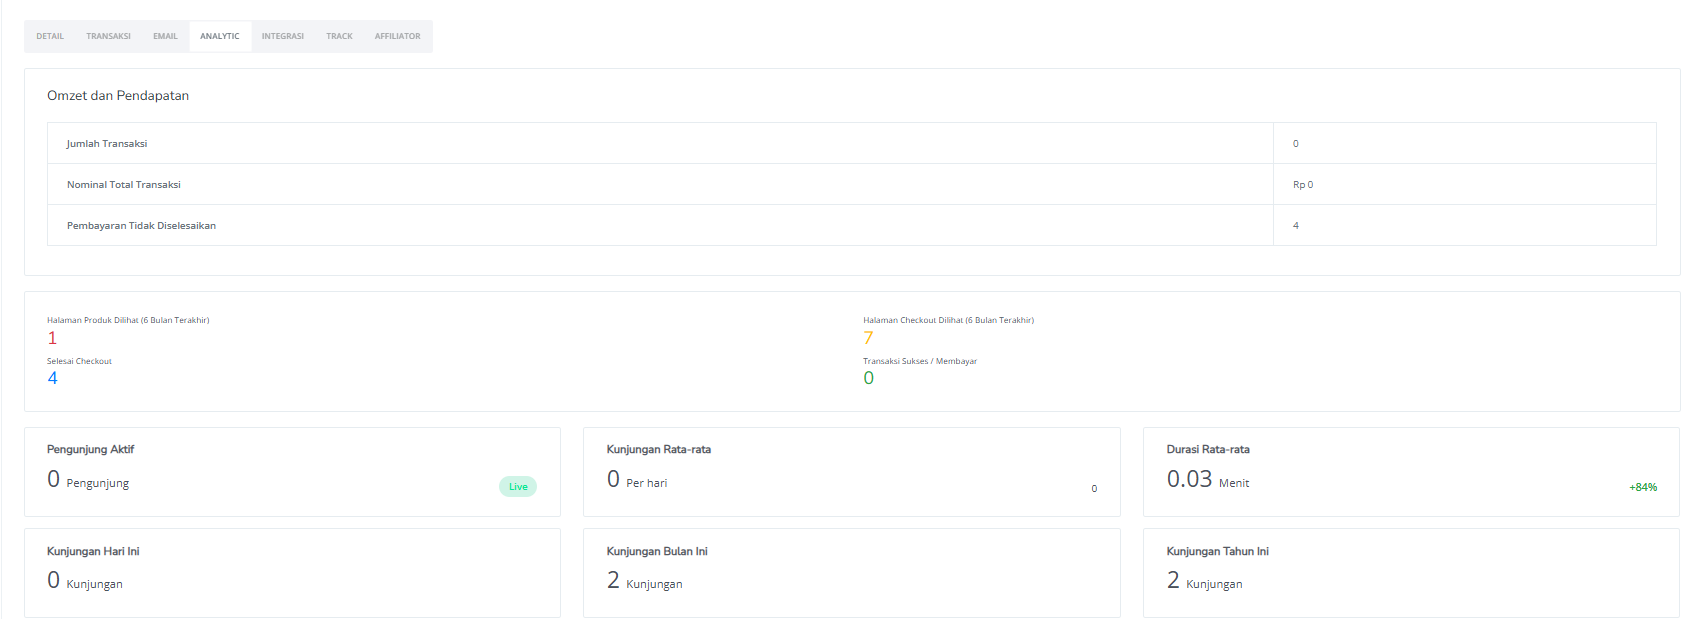 DETAIL TRANSAKSI EMAIL ANALYTIC INTEGRASI TRACK AFFILIATOR
Omzet dan Pendapatan
Jumlah Transaksi 0
Nominal Total Transaksi Rp 0
Pembayaran Tidak Diselesaikan 4
Halaman Produk Dilihat (6 Bulan Terakhir)
1
Selesai Checkout
4
Halaman Checkout Dilihat (6 Bulan Terakhir)
7
Transaksi Sukses / Membayar
0
Pengunjung Aktif
0 Pengunjung
Live
Kunjungan Rata-rata
0 Per hari
0
Durasi Rata-rata
0.03 Menit
+84%
Kunjungan Hari Ini
0 Kunjungan
Kunjungan Bulan Ini
2 Kunjungan
Kunjungan Tahun Ini
2 Kunjungan